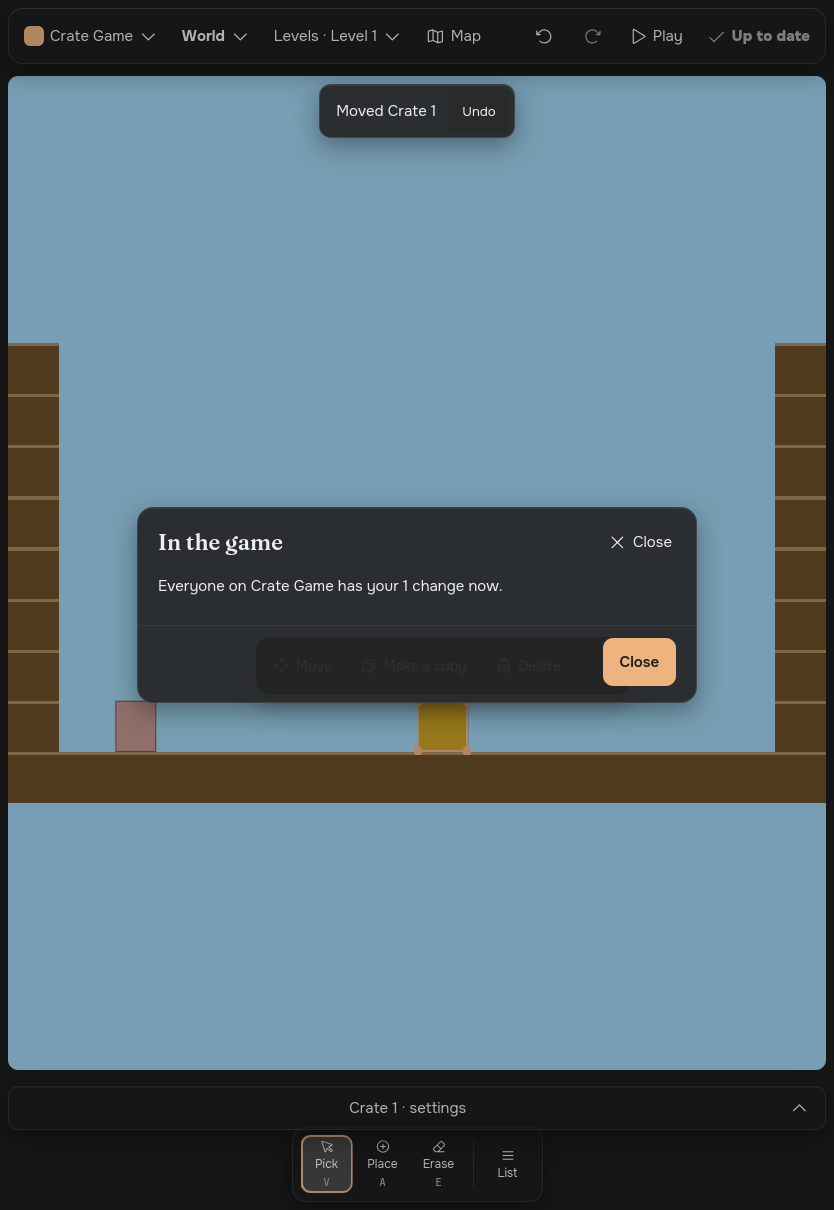 Crate Game World Levels · Level 1 Map Play Up to date
Moved Crate 1 Undo
In the game Close
Everyone on Crate Game has your 1 change now.
Move Make a copy Delete Close
Crate 1 · settings
Pick Place Erase List
V A E